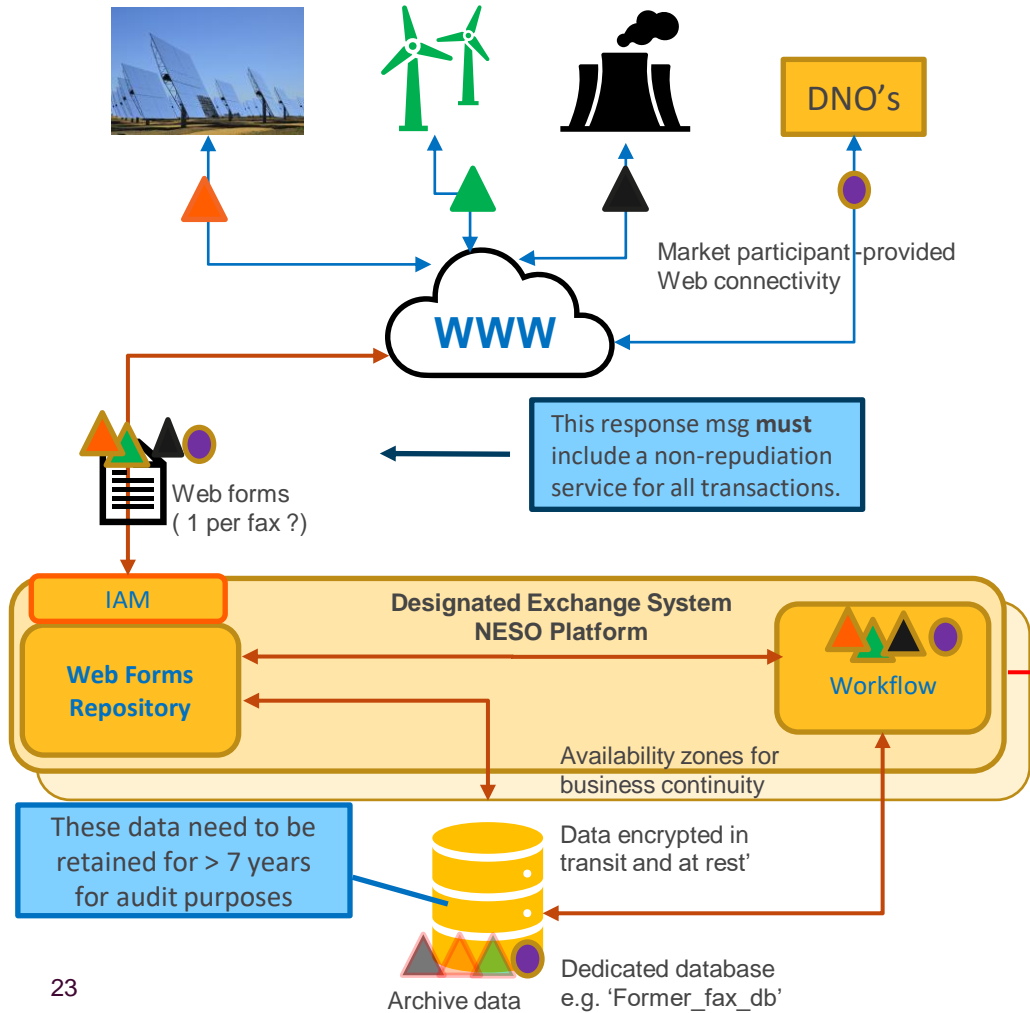 DNO's
Market participant-provided
Web connectivity
WWW
This response msg must
include a non-repudiation
service for all transactions.
Web forms
( 1 per fax ?)
IAM
Designated Exchange System
NESO Platform
Web Forms
Repository
Workflow
Availability zones for
business continuity
These data need to be
retained for > 7 years
for audit purposes
Data encrypted in
transit and at rest'
Dedicated database
e.g. 'Former_fax_db'
Archive data
23